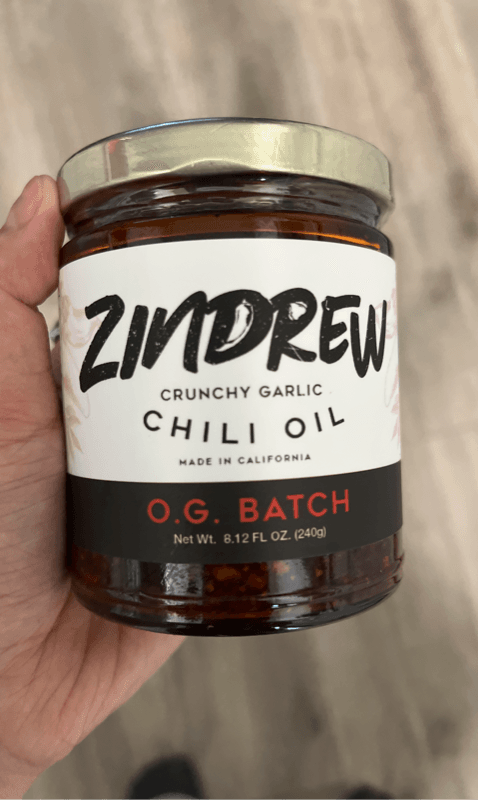 ZINDREW
CRUNCHY GARLIC
CHILI OIL
MADE IN CALIFORNIA
O.G. BATCH
Net Wt. 8.12 FL OZ. (240g)